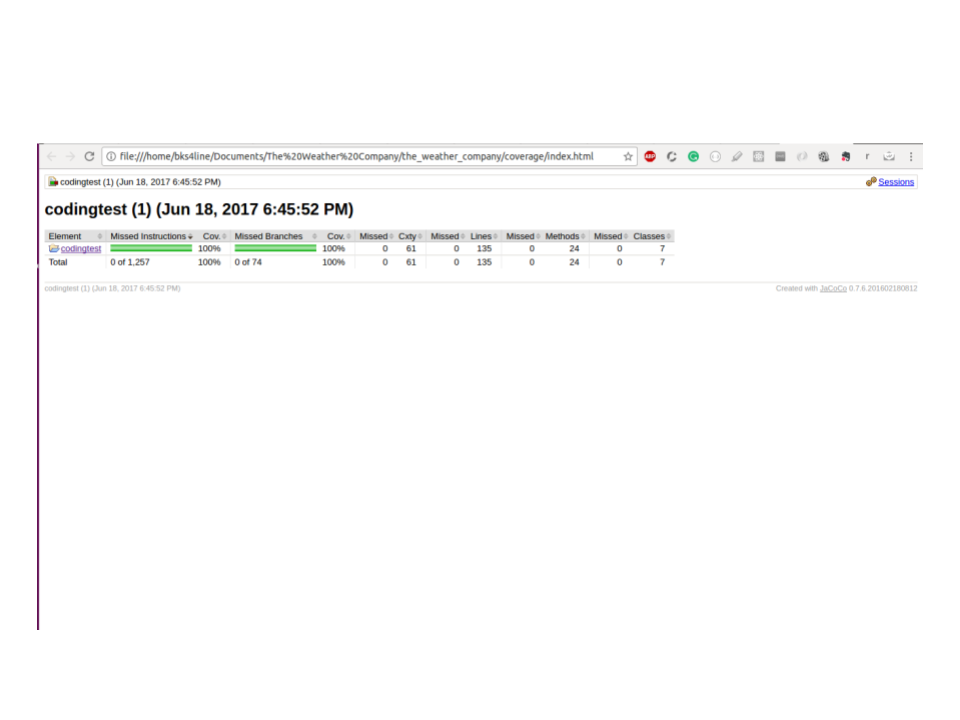 file:///home/bks4line/Documents/The%20Weather%20Company/the_weather_company/coverage/index.html ABP r
codingtest (1) (Jun 18, 2017 6:45:52 PM) Sessions
codingtest (1) (Jun 18, 2017 6:45:52 PM)
Element Missed Instructions Cov. Missed Branches Cov. Missed Cxty Missed Lines Missed Methods Missed Classes
codingtest 100% 100% 0 61 0 135 0 24 0 7
Total 0 of 1,257 100% 0 of 74 100% 0 61 0 135 0 24 0 7
codingtest (1) (Jun 18, 2017 6:45:52 PM) Created with JaCoCo 0.7.6.201602180812